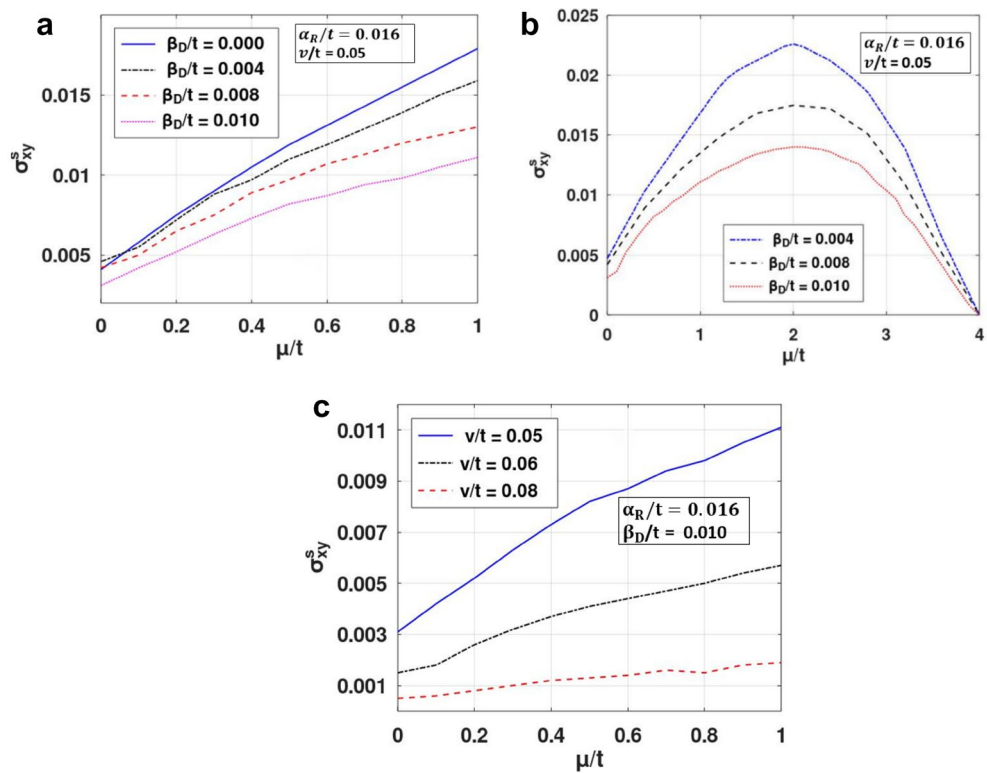 a
β_D/t = 0.000
β_D/t = 0.004
β_D/t = 0.008
β_D/t = 0.010
α_R/t = 0.016
v/t = 0.05
0.015
0.01
0.005
σ^s_xy
0 0.2 0.4 0.6 0.8 1
μ/t
b
α_R/t = 0.016
v/t = 0.05
0.025
0.02
0.015
0.01
0.005
0
σ^s_xy
β_D/t = 0.004
β_D/t = 0.008
β_D/t = 0.010
0 1 2 3 4
μ/t
c
v/t = 0.05
v/t = 0.06
v/t = 0.08
α_R/t = 0.016
β_D/t = 0.010
0.011
0.009
0.007
0.005
0.003
0.001
σ^s_xy
0 0.2 0.4 0.6 0.8 1
μ/t